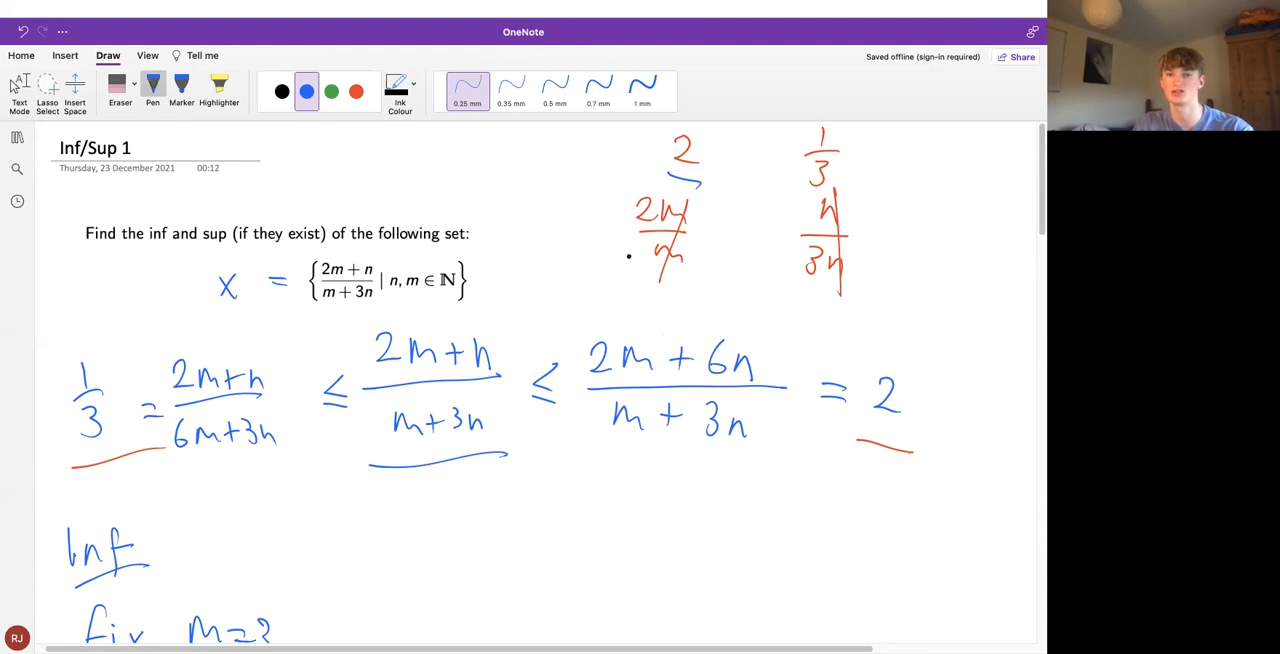 OneNote
Home Insert Draw View Tell me
Saved offline (sign-in required) Share
Text Mode Lasso Select Insert Space Eraser Pen Marker Highlighter Ink Colour 0.25 mm 0.35 mm 0.5 mm 0.7 mm 1 mm
Inf/Sup 1
Thursday, 23 December 2021 00:12
2 1/3
2m/m n/3n
Find the inf and sup (if they exist) of the following set:
x = { (2m + n)/(m + 3n) | n, m ∈ ℕ }
1/3 = (2m+n)/(6m+3n) ≤ (2m+n)/(m+3n) ≤ (2m+6n)/(m+3n) = 2
Inf
fix m=2
RJ